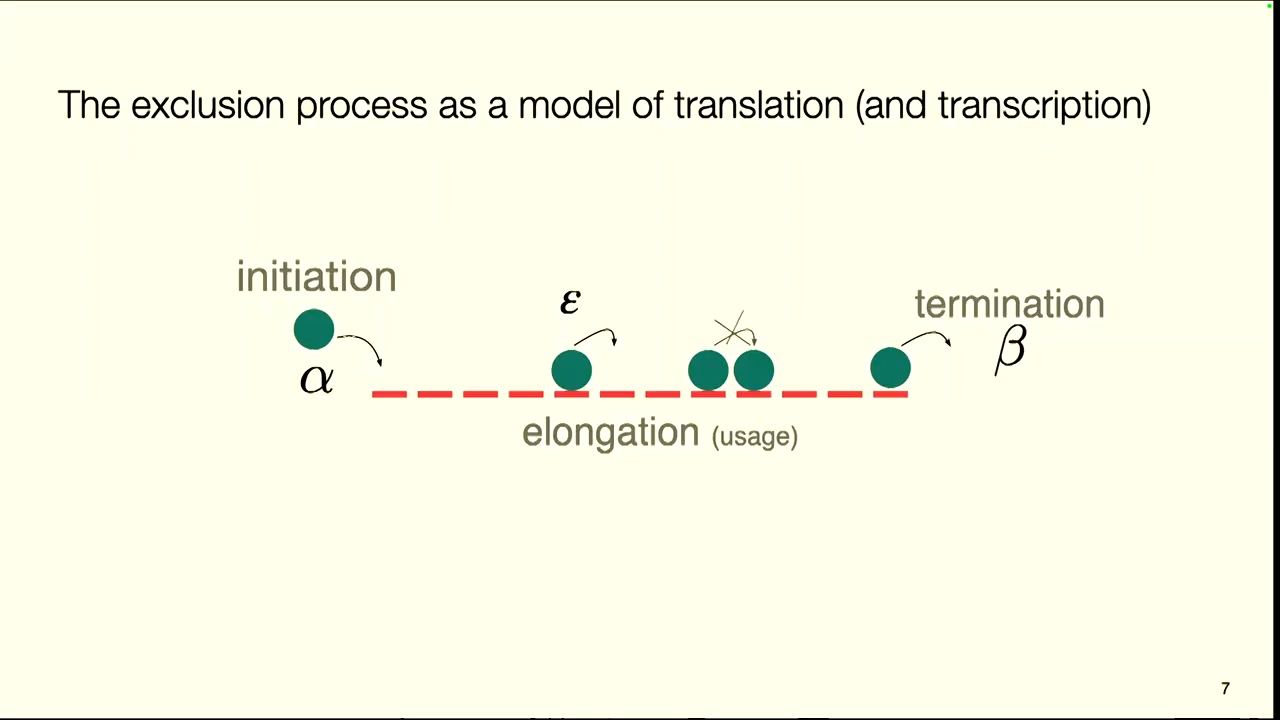 The exclusion process as a model of translation (and transcription)
initiation
α
ε
termination
β
elongation (usage)
7